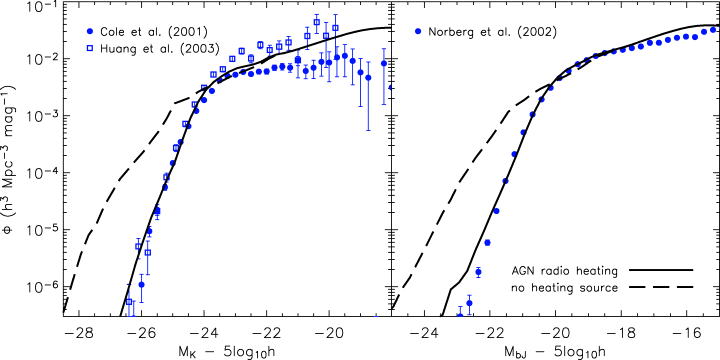 Φ (h³ Mpc⁻³ mag⁻¹)
10⁻¹
10⁻²
10⁻³
10⁻⁴
10⁻⁵
10⁻⁶
Cole et al. (2001)
Huang et al. (2003)
Norberg et al. (2002)
AGN radio heating
no heating source
−28 −26 −24 −22 −20
−24 −22 −20 −18 −16
M_K − 5log₁₀h
M_bJ − 5log₁₀h